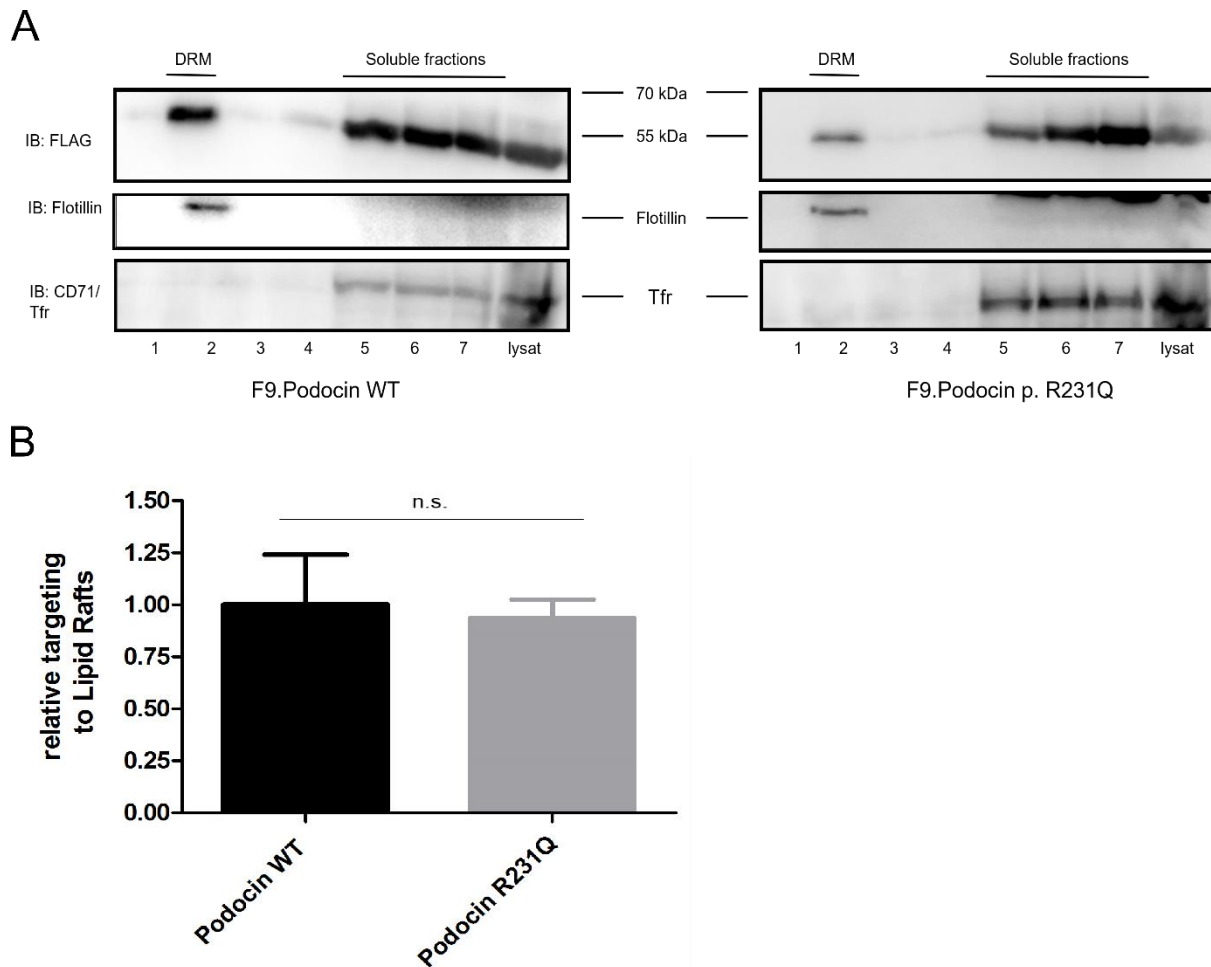 A
DRM Soluble fractions DRM Soluble fractions
70 kDa
IB: FLAG 55 kDa
IB: Flotillin Flotillin
IB: CD71/
Tfr
Tfr
1 2 3 4 5 6 7 lysat 1 2 3 4 5 6 7 lysat
F9.Podocin WT F9.Podocin p. R231Q
B
n.s.
1.50
1.25
1.00
0.75
0.50
0.25
0.00
relative targeting
to Lipid Rafts
Podocin WT
Podocin R231Q